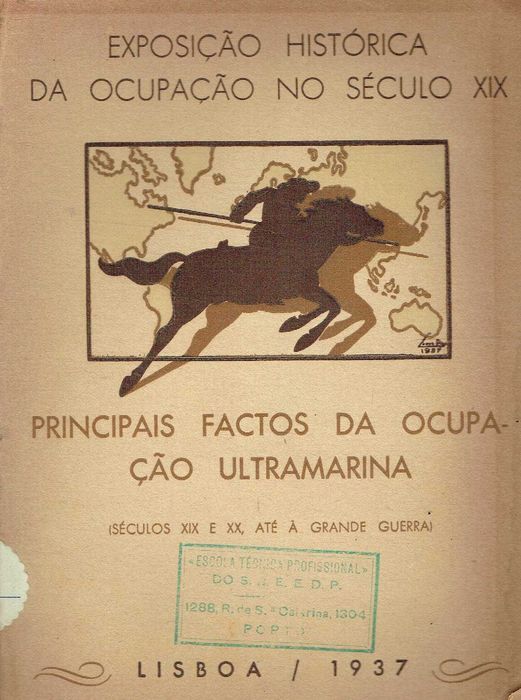 EXPOSIÇÃO HISTÓRICA
DA OCUPAÇÃO NO SÉCULO XIX
1937
PRINCIPAIS FACTOS DA OCUPA-
ÇÃO ULTRAMARINA
(SÉCULOS XIX E XX, ATÉ À GRANDE GUERRA)
«ESCOLA TÉCNICA PROFISSIONAL»
DO S. N. E. E. D. P.
1288, R. de S.ta Catarina, 1304
PORTO
LISBOA / 1937